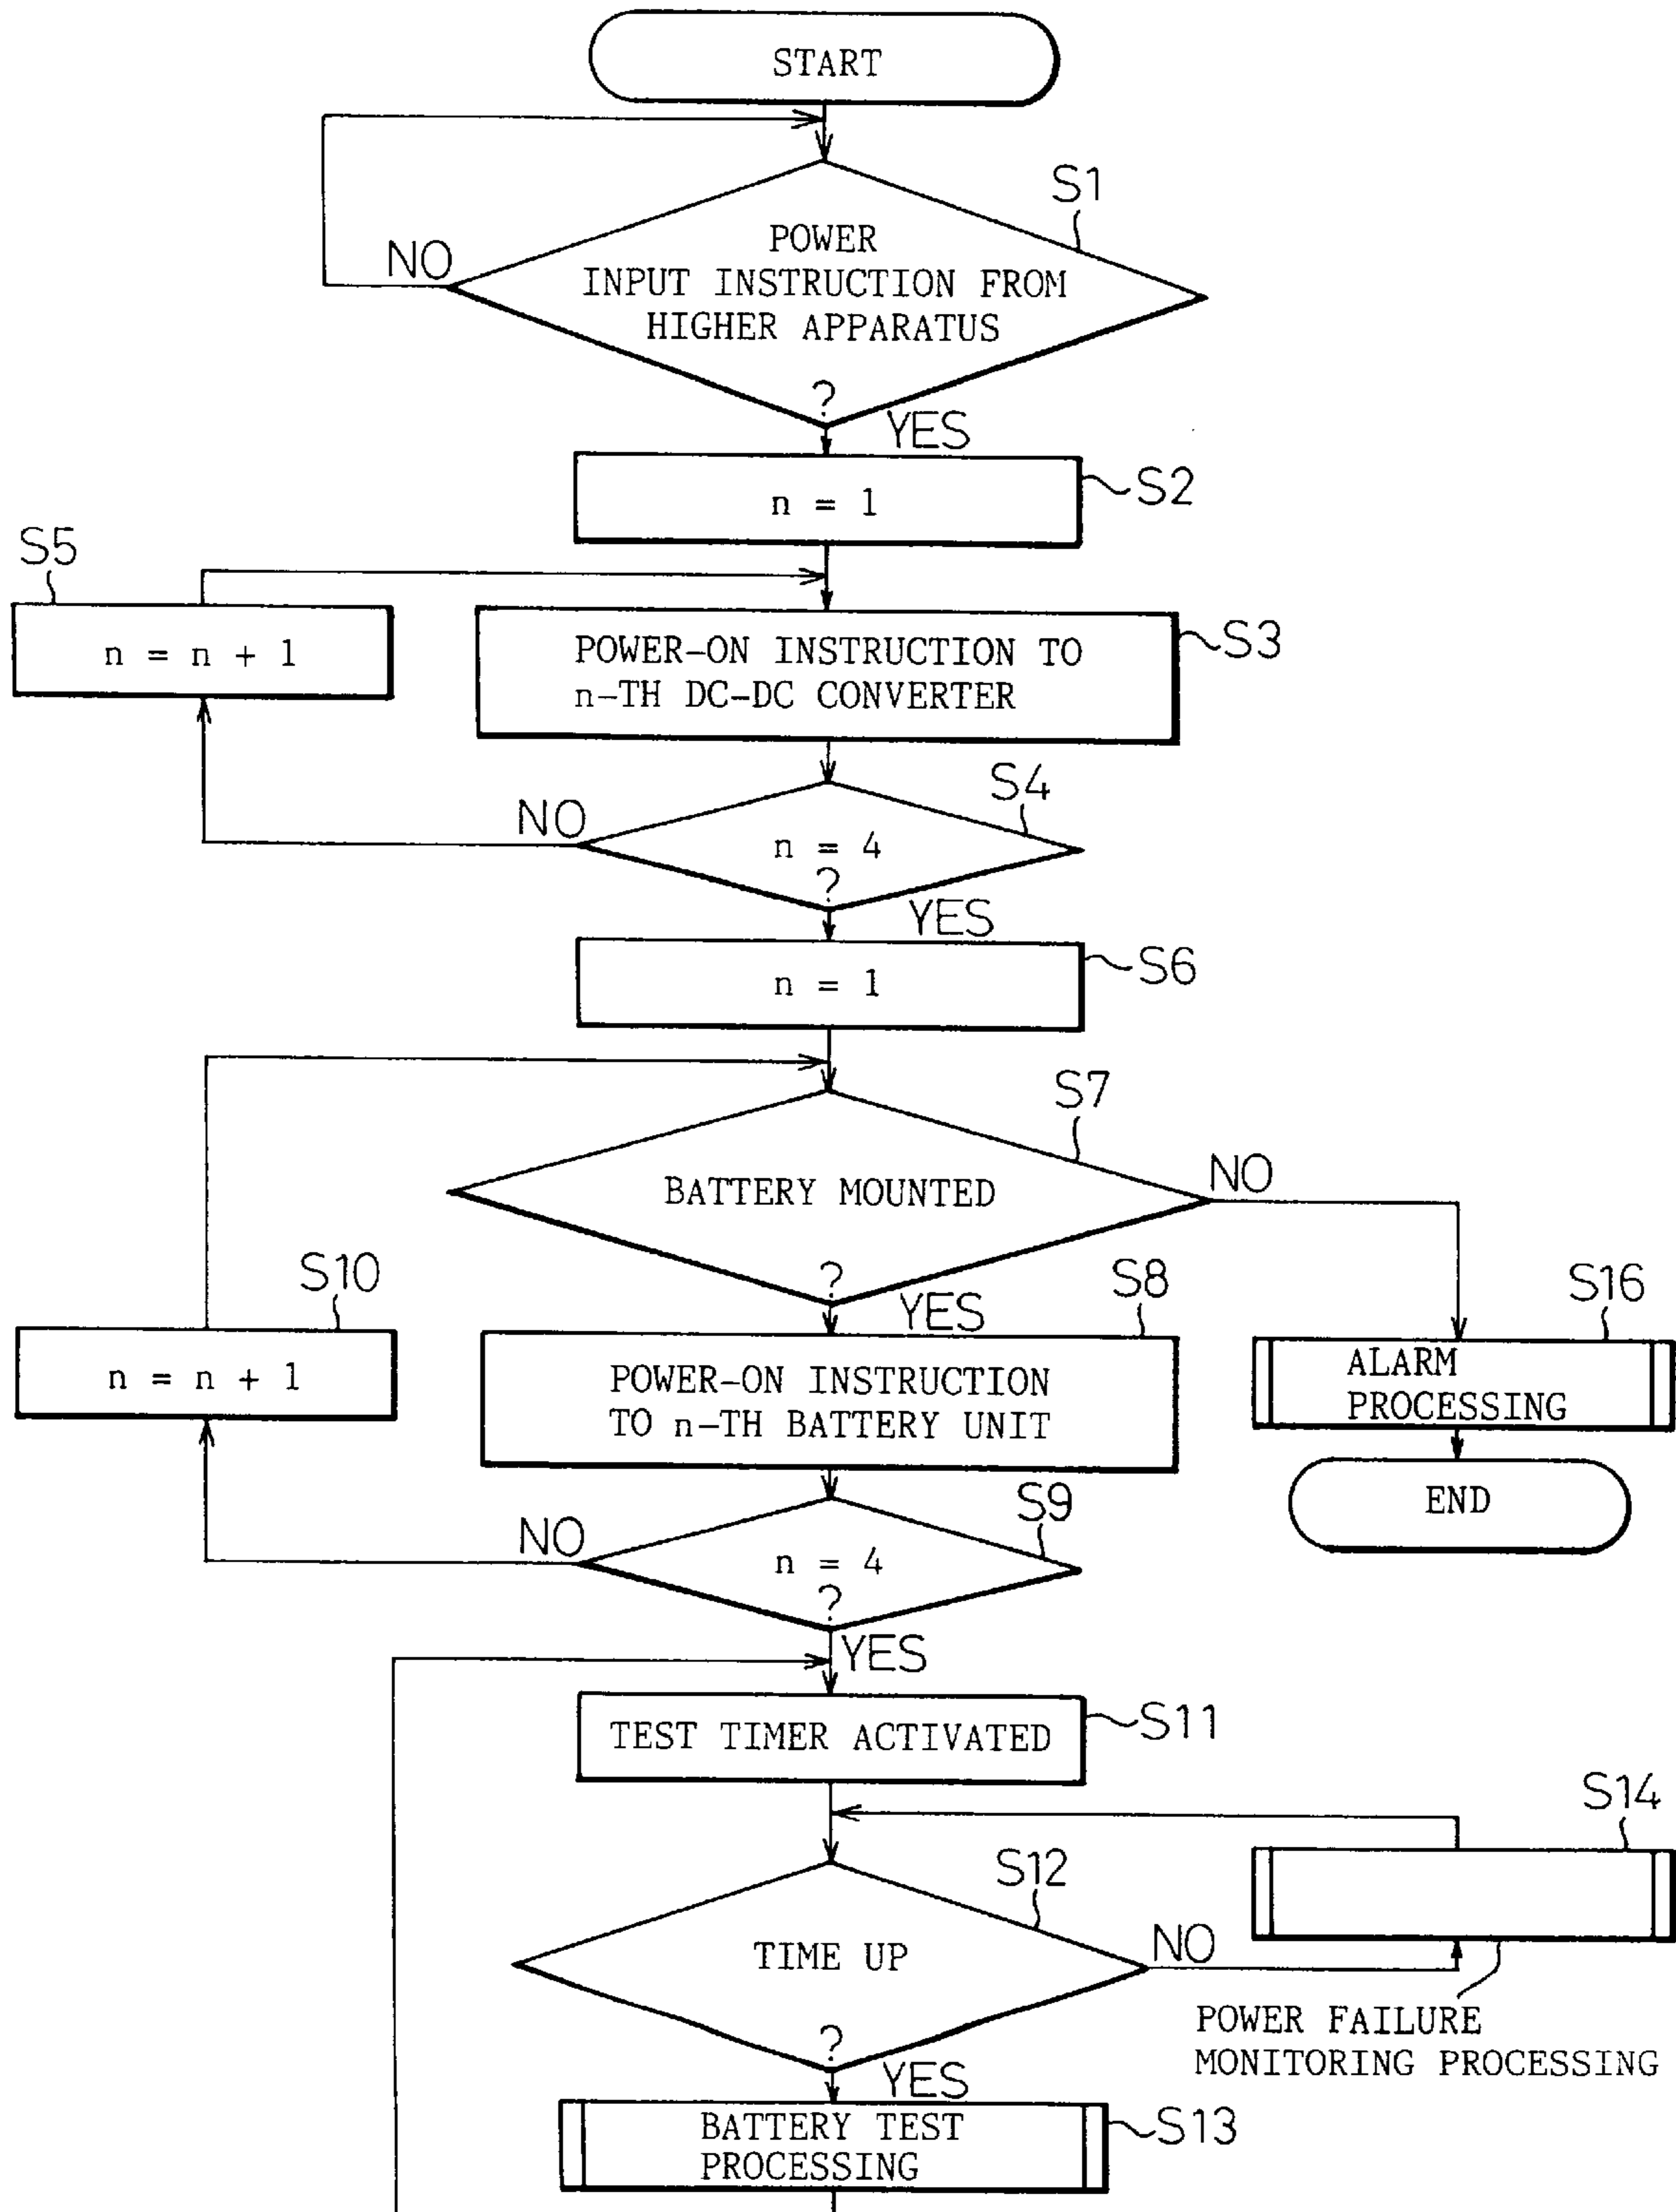 START
S1
NO
POWER
INPUT INSTRUCTION FROM
HIGHER APPARATUS
?
YES
n = 1
S2
S5
n = n + 1
POWER-ON INSTRUCTION TO
n-TH DC-DC CONVERTER
S3
S4
NO
n = 4
?
YES
n = 1
S6
S7
BATTERY MOUNTED
NO
?
YES
S10
n = n + 1
S8
POWER-ON INSTRUCTION
TO n-TH BATTERY UNIT
S16
ALARM
PROCESSING
END
S9
NO
n = 4
?
YES
TEST TIMER ACTIVATED
S11
S14
S12
TIME UP
NO
POWER FAILURE
MONITORING PROCESSING
?
YES
BATTERY TEST
PROCESSING
S13